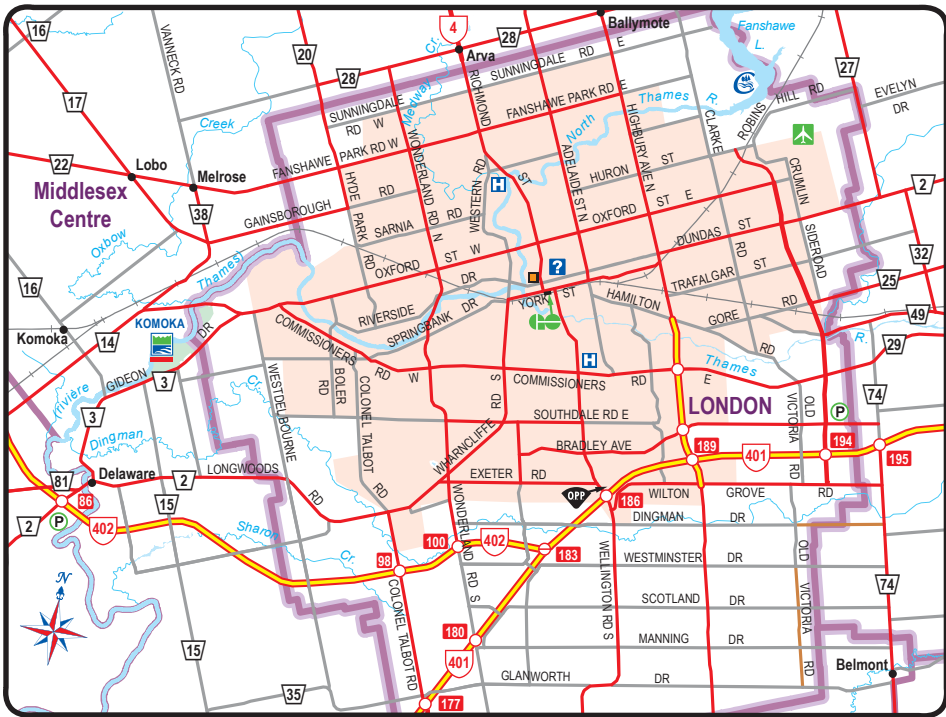 16
VANNECK RD
20
4
28
Ballymote
Fanshawe
L.
28
Arva
Medway Cr.
RICHMOND ST
SUNNINGDALE RD E
27
17
SUNNINGDALE
RD W
FANSHAWE PARK RD E
HIGHBURY AVE N
Thames R.
HILL RD
ROBINS
EVELYN
DR
Creek
22
Lobo
Melrose
FANSHAWE PARK RD W
WONDERLAND RD N
North
CLARKE
RD
Middlesex
Centre
38
HYDE PARK RD
GAINSBOROUGH RD
WESTERN RD
H
ADELAIDE ST N
HURON ST
CRUMLIN
SIDEROAD
2
Oxbow
SARNIA RD
OXFORD ST E
DUNDAS ST
32
16
Thames
OXFORD ST W
?
TRAFALGAR ST
25
RIVERSIDE DR
YORK ST
HAMILTON
RD
GORE RD
49
KOMOKA
Komoka
14
SPRINGBANK DR
COMMISSIONERS RD W
R.
29
GIDEON DR
3
H
Thames
(rivière
Cr.
WESTDELBOURNE
BOLER
RD
COLONEL TALBOT
RD
COMMISSIONERS RD E
74
3
RD S
LONDON
OLD
VICTORIA
RD
P
Dingman
SOUTHDALE RD E
WHARNCLIFFE
BRADLEY AVE
189
401
194
195
Delaware
LONGWOODS
RD
81
2
EXETER RD
86
15
OPP
186
WILTON GROVE RD
2
P
402
WONDERLAND RD S
DINGMAN DR
Sharon
Cr.
100
402
183
WELLINGTON RD S
WESTMINSTER DR
OLD
VICTORIA
RD
N
98
74
COLONEL TALBOT RD
SCOTLAND DR
180
MANNING DR
15
401
Belmont
GLANWORTH DR
35
177